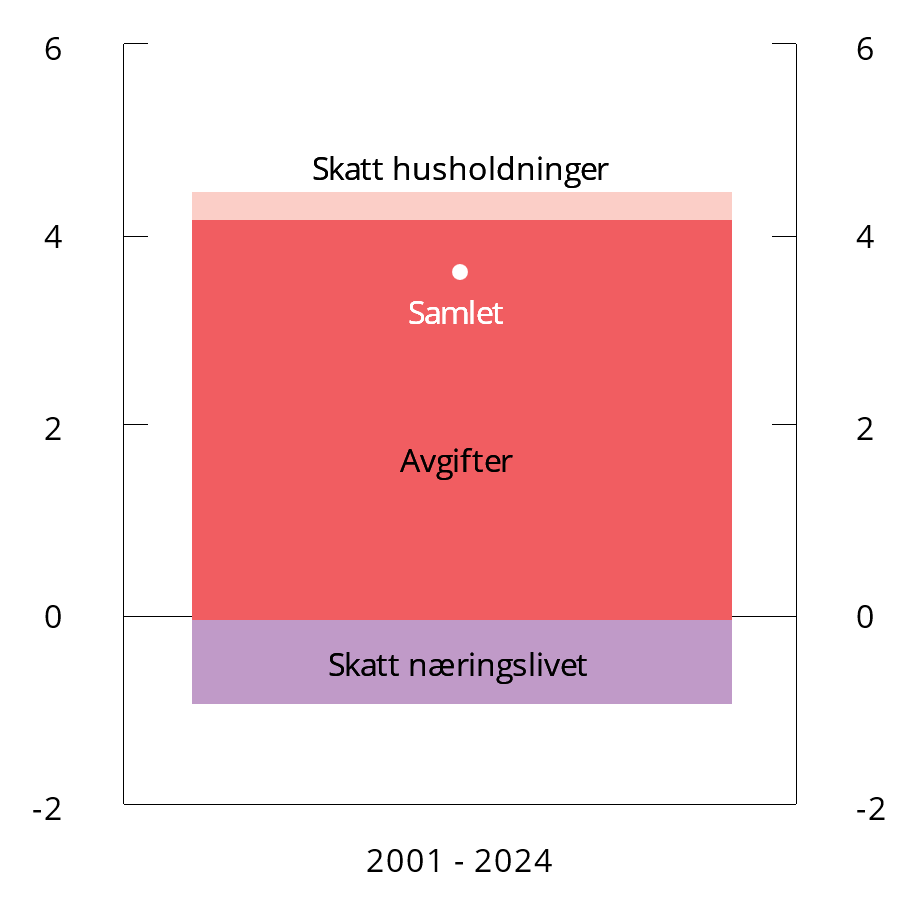 6 6
Skatt husholdninger
4 4
Samlet
2 2
Avgifter
0 0
Skatt næringslivet
-2 -2
2001 - 2024